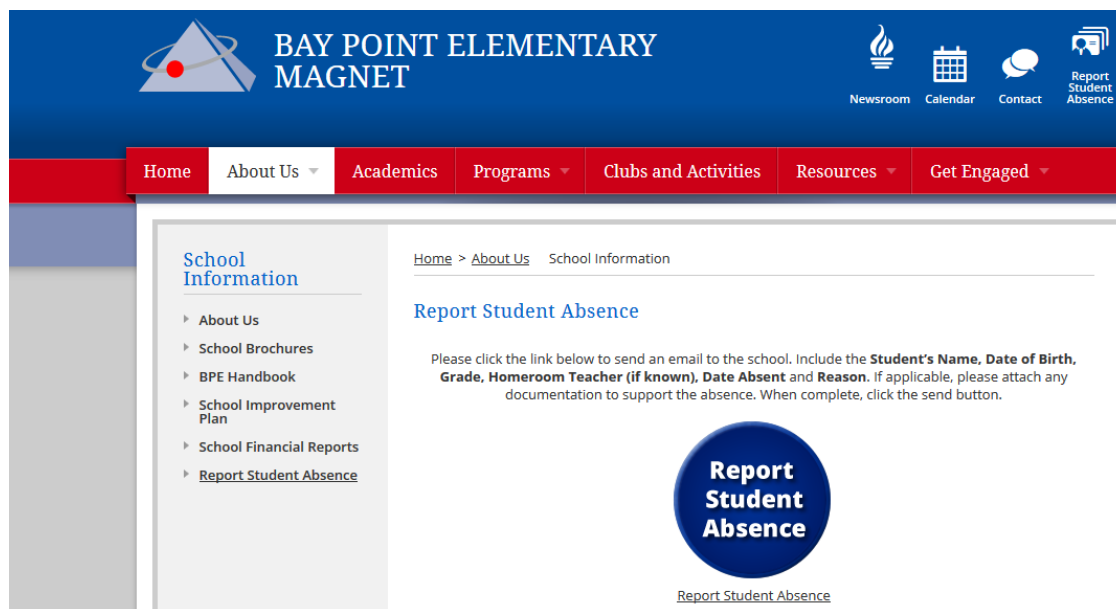 BAY POINT ELEMENTARY
MAGNET
Newsroom
Calendar
Contact
Report
Student
Absence
Home
About Us
Academics
Programs
Clubs and Activities
Resources
Get Engaged
School
Information
About Us
School Brochures
BPE Handbook
School Improvement
Plan
School Financial Reports
Report Student Absence
Home > About Us School Information
Report Student Absence
Please click the link below to send an email to the school. Include the Student's Name, Date of Birth,
Grade, Homeroom Teacher (if known), Date Absent and Reason. If applicable, please attach any
documentation to support the absence. When complete, click the send button.
Report
Student
Absence
Report Student Absence